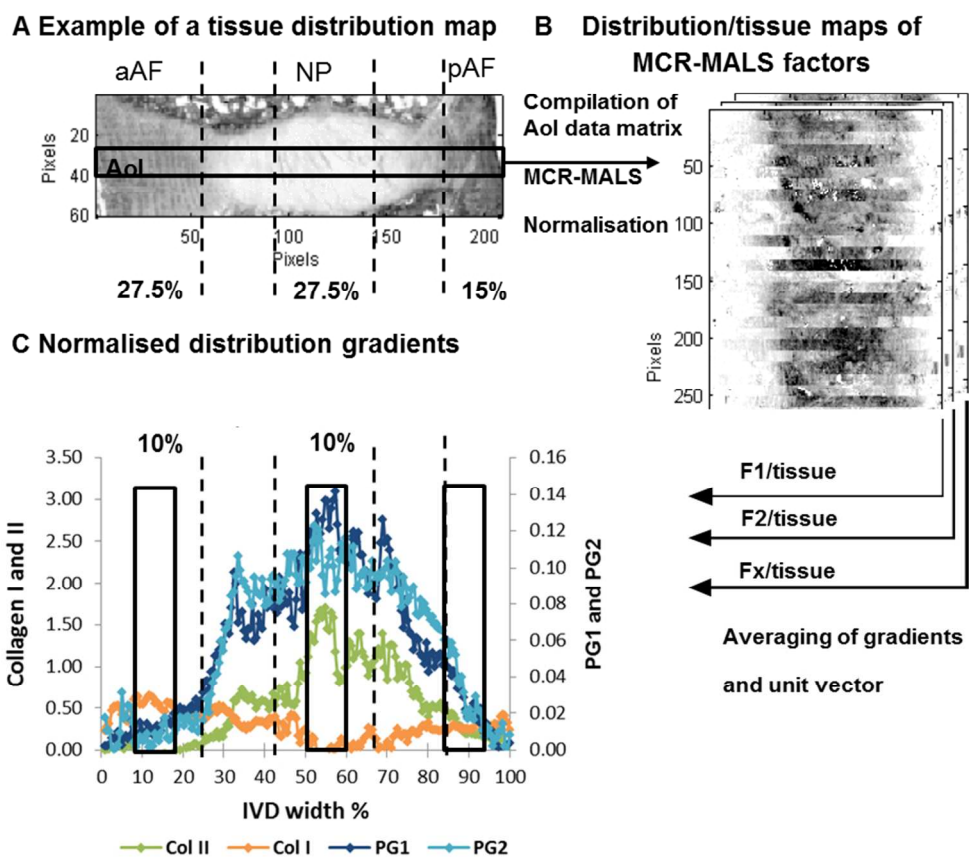 A Example of a tissue distribution map
aAF NP pAF
20
40
60
Pixels
AoI
50 100 150 200
Pixels
27.5% 27.5% 15%
B Distribution/tissue maps of
MCR-MALS factors
Compilation of
AoI data matrix
MCR-MALS
Normalisation
50
100
150
200
250
Pixels
F1/tissue
F2/tissue
Fx/tissue
Averaging of gradients
and unit vector
C Normalised distribution gradients
10% 10%
3.50
3.00
2.50
2.00
1.50
1.00
0.50
0.00
Collagen I and II
0.16
0.14
0.12
0.10
0.08
0.06
0.04
0.02
0.00
PG1 and PG2
0 10 20 30 40 50 60 70 80 90 100
IVD width %
Col II Col I PG1 PG2